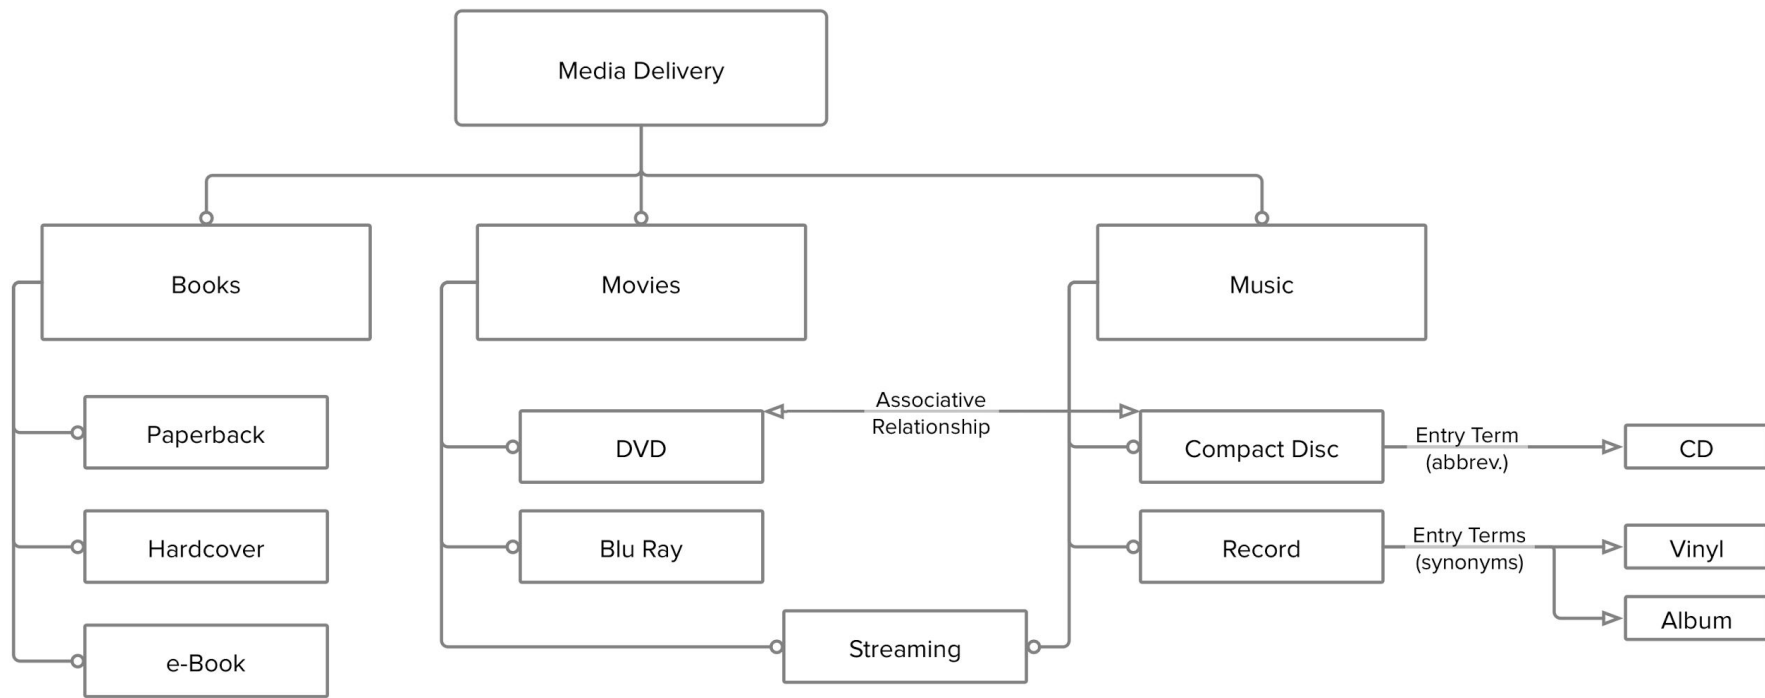 Media Delivery
Books
Movies
Music
Associative
Relationship
Paperback
DVD
Compact Disc
Entry Term
(abbrev.)
CD
Hardcover
Blu Ray
Record
Entry Terms
(synonyms)
Vinyl
Album
e-Book
Streaming